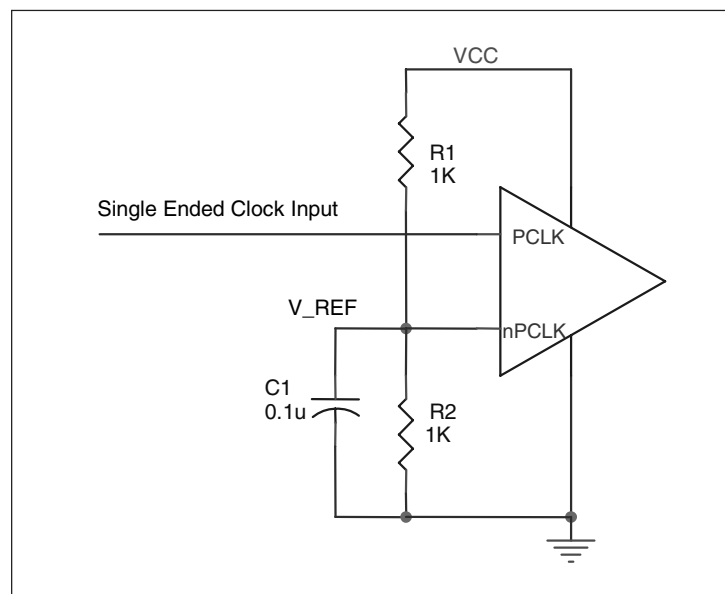 VCC
R1
1K
Single Ended Clock Input
PCLK
V_REF
nPCLK
C1
0.1u
R2
1K